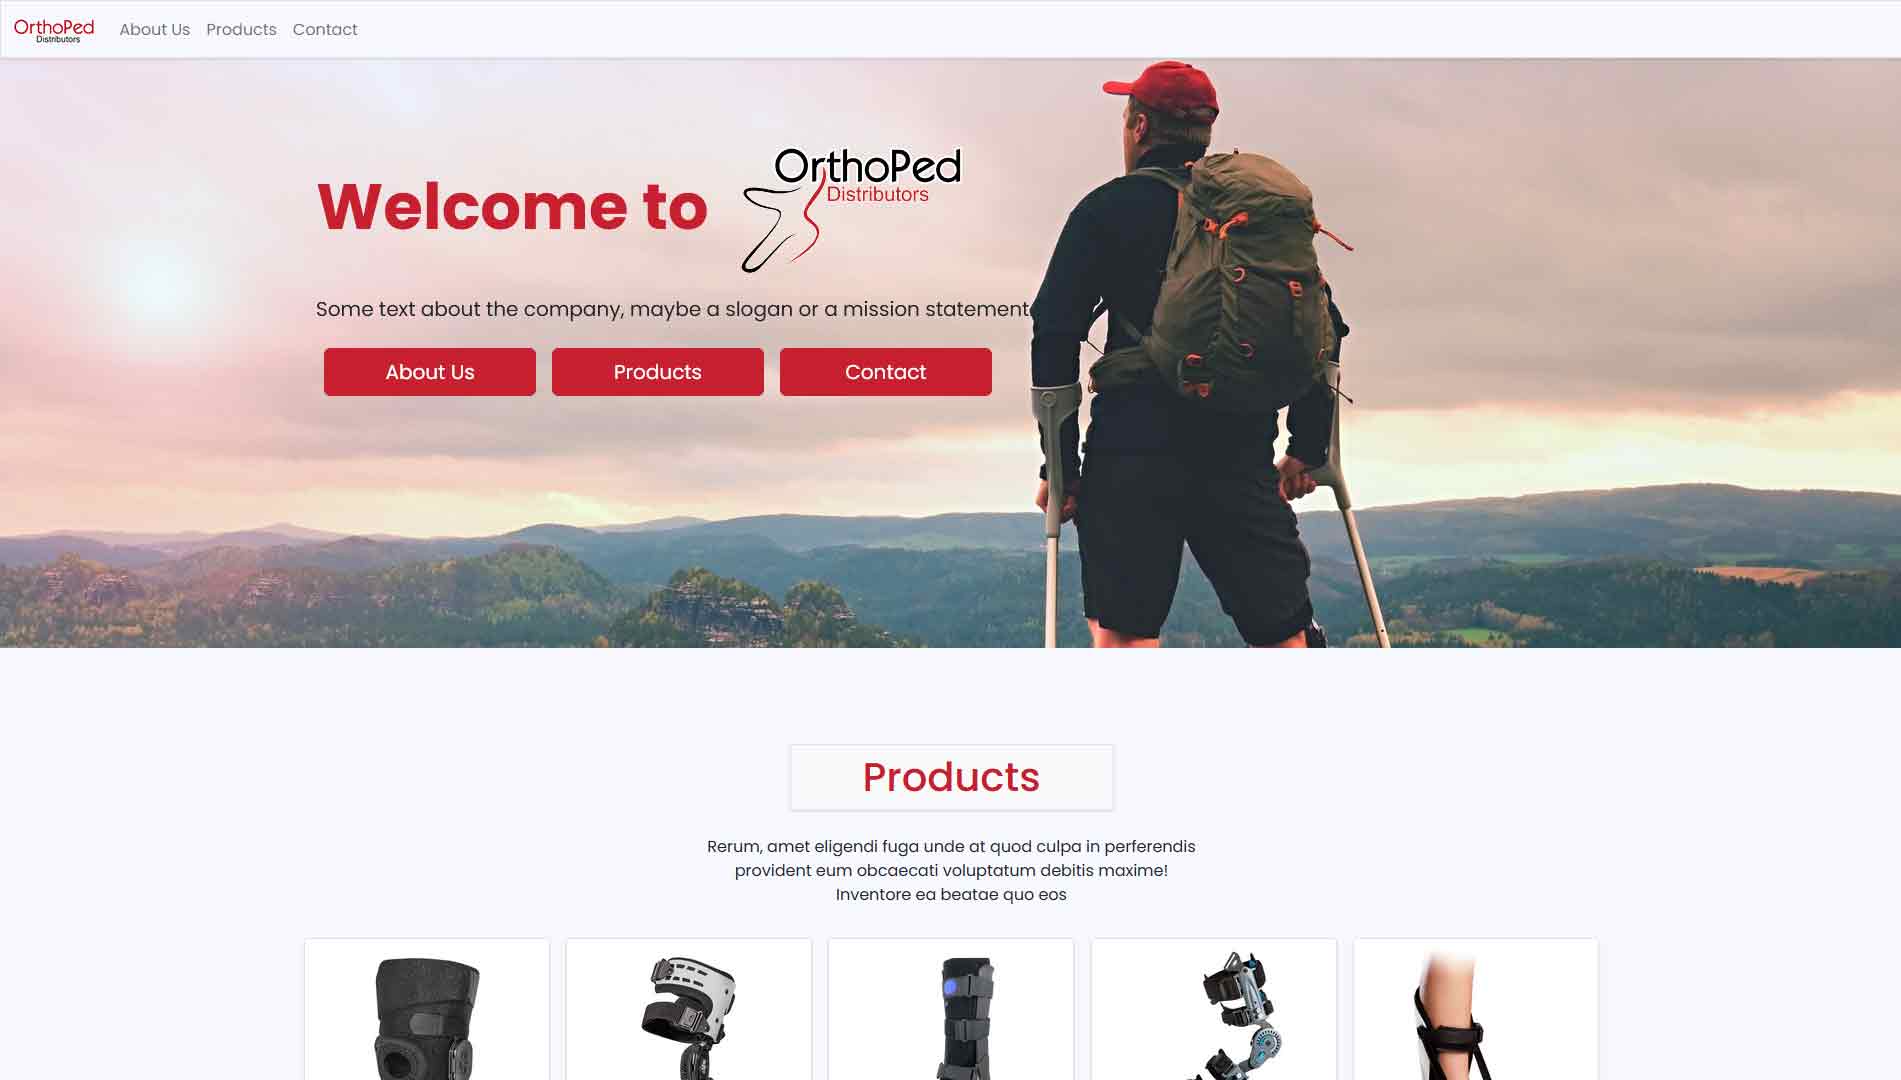 OrthoPed
Distributors
About Us Products Contact
Welcome to
OrthoPed
Distributors
Some text about the company, maybe a slogan or a mission statement.
About Us Products Contact
Products
Rerum, amet eligendi fuga unde at quod culpa in perferendis
provident eum obcaecati voluptatum debitis maxime!
Inventore ea beatae quo eos